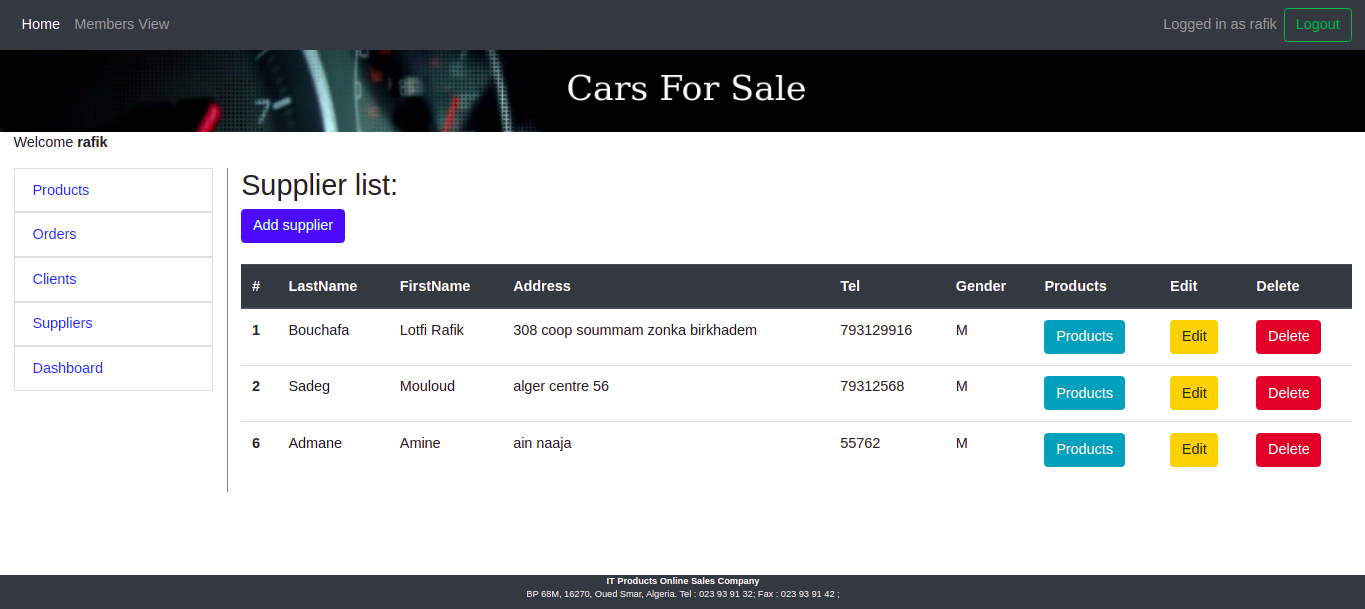 Home Members View Logged in as rafik Logout
7
Cars For Sale
Welcome rafik
Products
Orders
Clients
Suppliers
Dashboard
Supplier list:
Add supplier
# LastName FirstName Address Tel Gender Products Edit Delete
1 Bouchafa Lotfi Rafik 308 coop soummam zonka birkhadem 793129916 M Products Edit Delete
2 Sadeg Mouloud alger centre 56 79312568 M Products Edit Delete
6 Admane Amine ain naaja 55762 M Products Edit Delete
IT Products Online Sales Company
BP 68M, 16270, Oued Smar, Algeria. Tel : 023 93 91 32; Fax : 023 93 91 42 ;